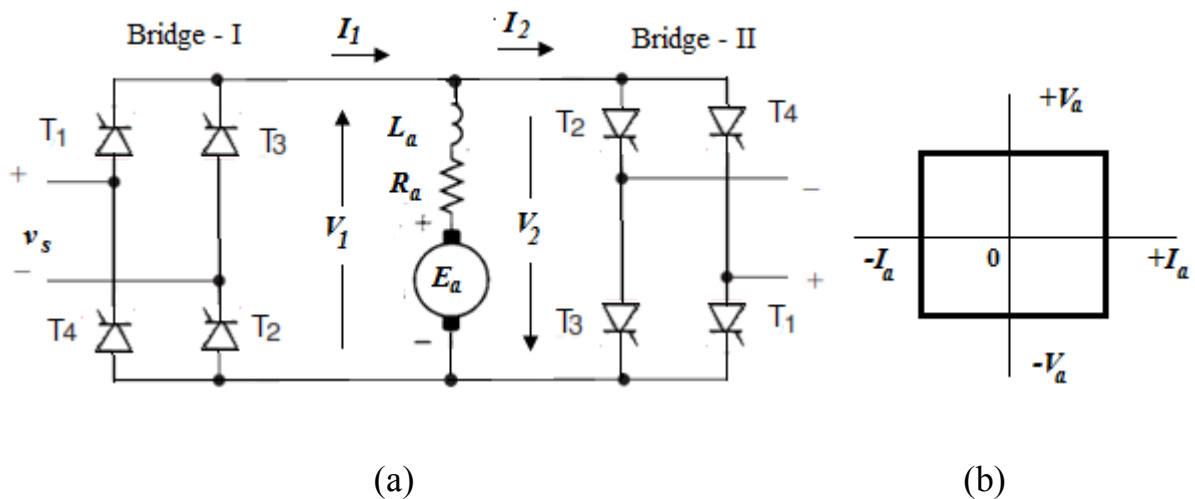 Bridge - I
I1
I2
Bridge - II
T1
T3
La
Ra
T2
T4
+Va
+
vs
−
V1
+
Ea
−
V2
−
+
-Ia
0
+Ia
T4
T2
T3
T1
-Va
(a)
(b)